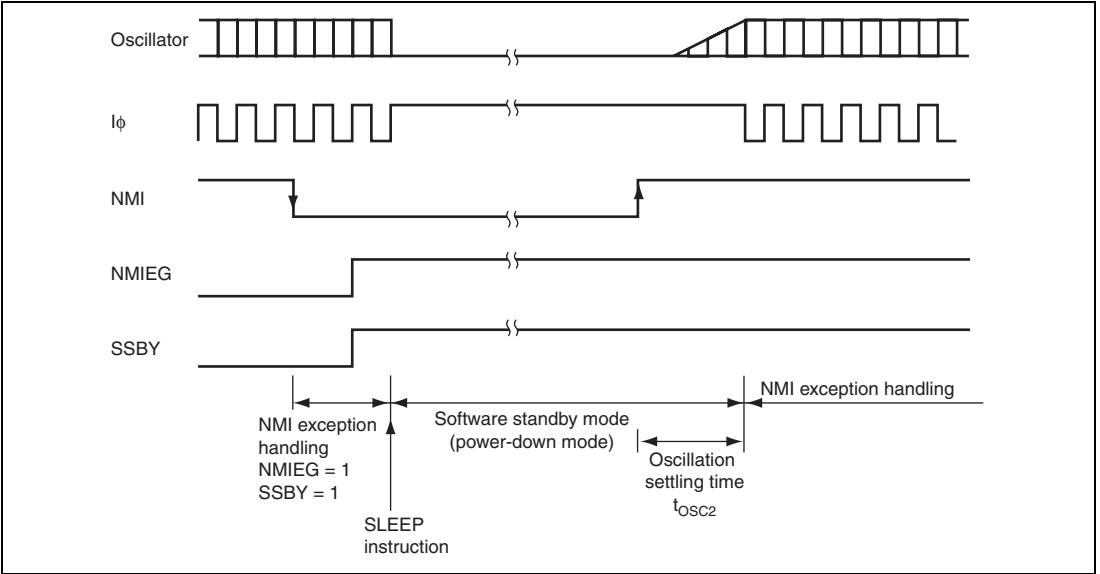 Oscillator
Iϕ
NMI
NMIEG
SSBY
NMI exception
handling
NMIEG = 1
SSBY = 1
SLEEP
instruction
Software standby mode
(power-down mode)
Oscillation
settling time
tOSC2
NMI exception handling